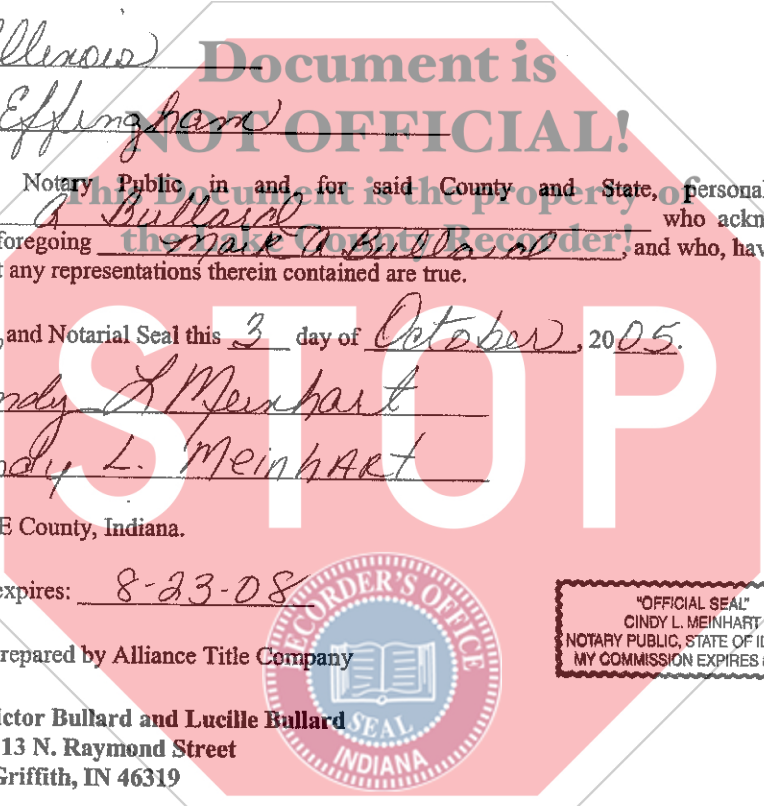 Illinois
Effingham
Document is
NOT OFFICIAL!
This Document is the property of
the Lake County Recorder!
Notary Public in and for said County and State, personal
A Bullard who ackn
foregoing Mark A Bullard, and who, hav
any representations therein contained are true.
, and Notarial Seal this 3 day of October, 2005.
STOP
ndy L Meinhart
ndy L. MeinhARt
E County, Indiana.
expires: 8-23-08
"OFFICIAL SEAL"
CINDY L. MEINHART
NOTARY PUBLIC, STATE OF
MY COMMISSION EXPIRES
RECORDER'S OFFICE
SEAL
INDIANA
repared by Alliance Title Company
ictor Bullard and Lucille Bullard
13 N. Raymond Street
Griffith, IN 46319